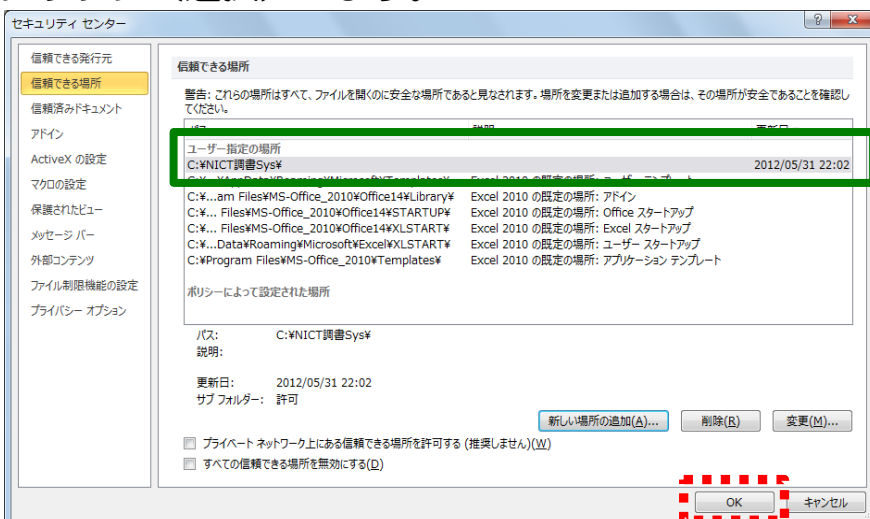 セキュリティ センター
信頼できる発行元
信頼できる場所
信頼済みドキュメント
アドイン
ActiveX の設定
マクロの設定
保護されたビュー
メッセージ バー
外部コンテンツ
ファイル制限機能の設定
プライバシー オプション
信頼できる場所
警告: これらの場所はすべて、ファイルを開くのに安全な場所であると見なされます。場所を変更または追加する場合は、その場所が安全であることを確認し
てください。
ユーザー指定の場所
C:¥NICT調書Sys¥ 2012/05/31 22:02
C:¥...am Files¥MS-Office_2010¥Office14¥Library¥ Excel 2010 の既定の場所: アドイン
C:¥... Files¥MS-Office_2010¥Office14¥STARTUP¥ Excel 2010 の既定の場所: Office スタートアップ
C:¥... Files¥MS-Office_2010¥Office14¥XLSTART¥ Excel 2010 の既定の場所: Excel スタートアップ
C:¥...Data¥Roaming¥Microsoft¥Excel¥XLSTART¥ Excel 2010 の既定の場所: ユーザー スタートアップ
C:¥Program Files¥MS-Office_2010¥Templates¥ Excel 2010 の既定の場所: アプリケーション テンプレート
ポリシーによって設定された場所
パス: C:¥NICT調書Sys¥
説明:
更新日: 2012/05/31 22:02
サブ フォルダー: 許可
新しい場所の追加(A)... 削除(R) 変更(M)...
プライベート ネットワーク上にある信頼できる場所を許可する (推奨しません)(W)
すべての信頼できる場所を無効にする(D)
OK キャンセル